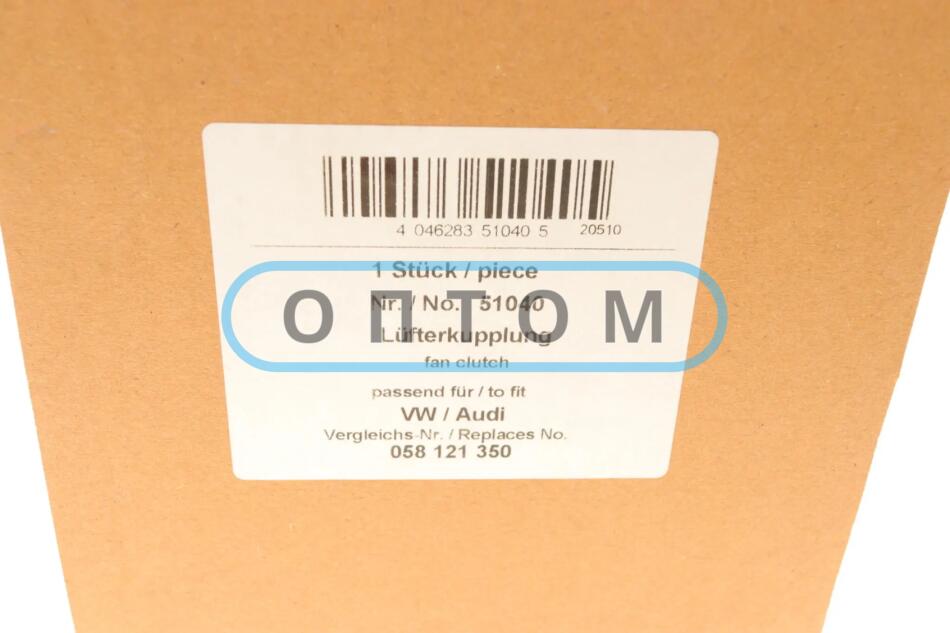 4 046283 51040 5 20510
1 Stück / piece
Nr. / No. 51040
ОПТОМ
Lüfterkupplung
fan clutch
passend für / to fit
VW / Audi
Vergleichs-Nr. / Replaces No.
058 121 350